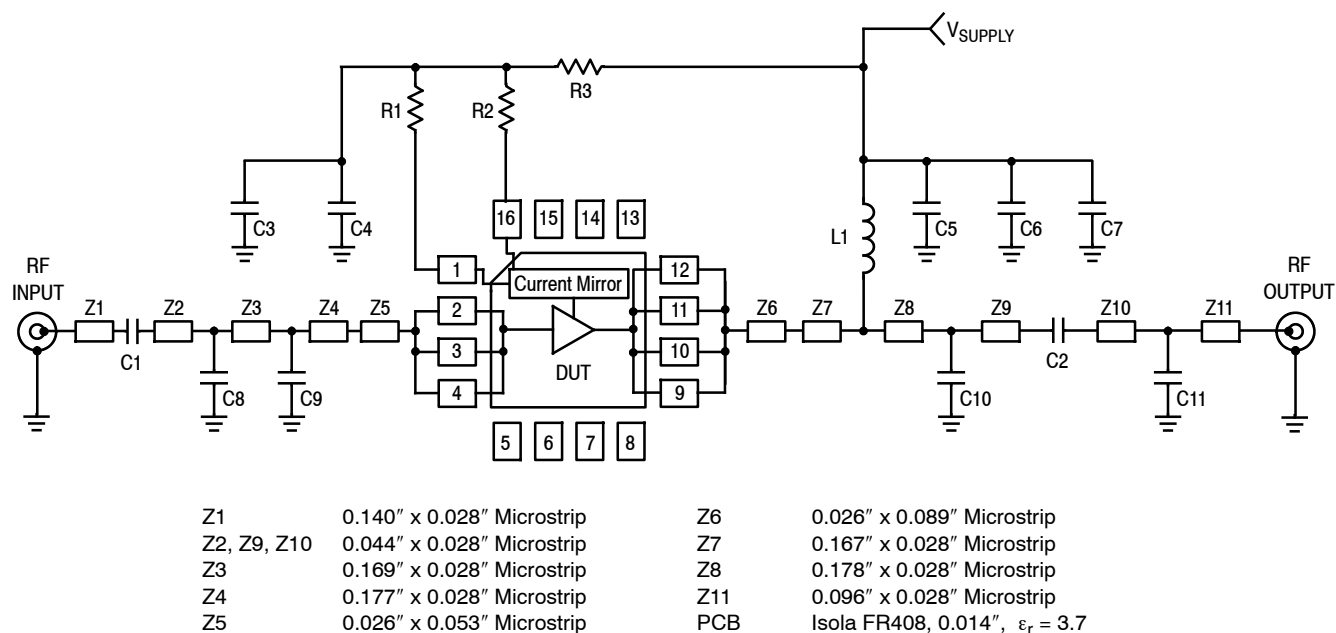 V_SUPPLY
R3
R1
R2
C3
C4
16
15
14
13
L1
C5
C6
C7
RF
INPUT
1
Current Mirror
12
RF
OUTPUT
Z1
Z2
Z3
Z4
Z5
2
11
Z6
Z7
Z8
Z9
Z10
Z11
C1
3
DUT
10
C2
C8
C9
4
9
C10
C11
5
6
7
8
Z1 0.140″ x 0.028″ Microstrip Z6 0.026″ x 0.089″ Microstrip
Z2, Z9, Z10 0.044″ x 0.028″ Microstrip Z7 0.167″ x 0.028″ Microstrip
Z3 0.169″ x 0.028″ Microstrip Z8 0.178″ x 0.028″ Microstrip
Z4 0.177″ x 0.028″ Microstrip Z11 0.096″ x 0.028″ Microstrip
Z5 0.026″ x 0.053″ Microstrip PCB Isola FR408, 0.014″, εr = 3.7